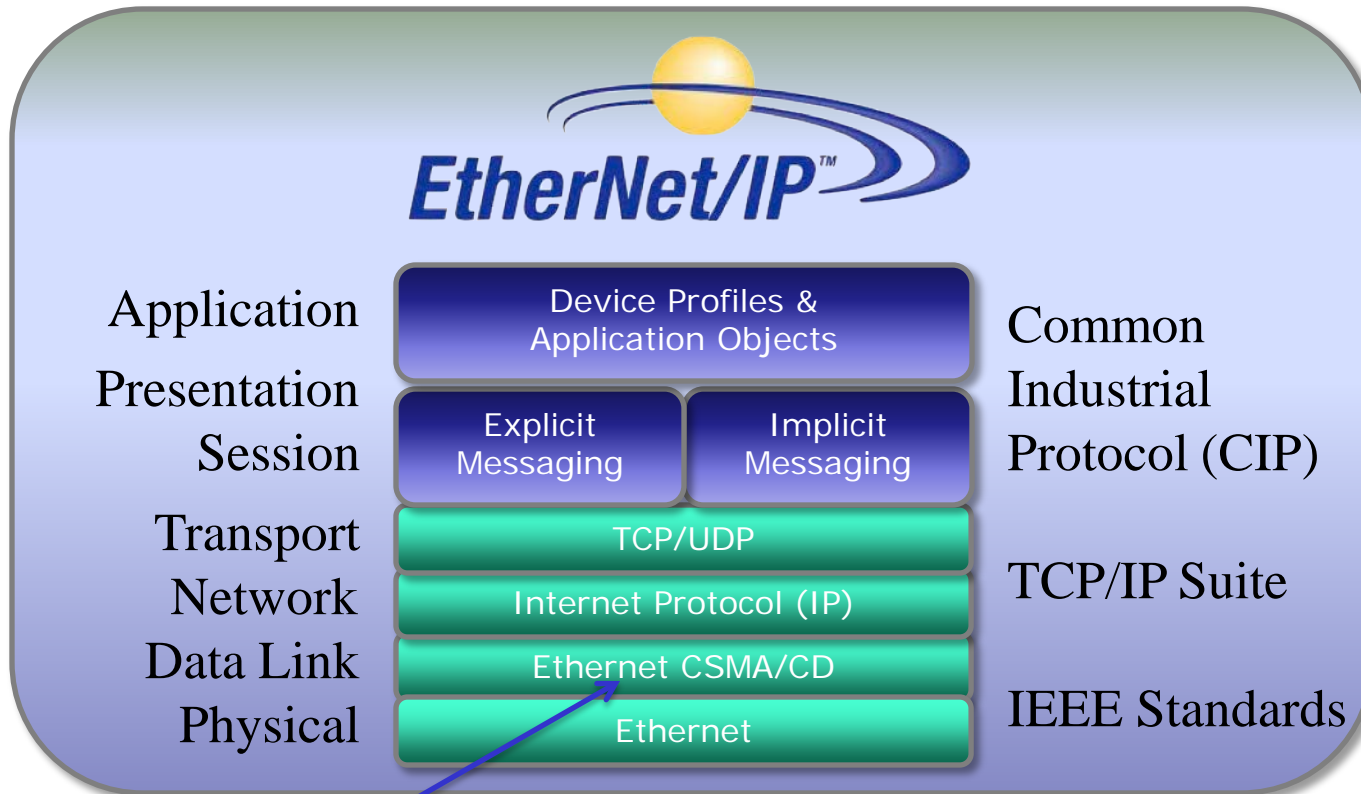 EtherNet/IP™
Application
Device Profiles &
Application Objects
Common
Industrial
Protocol (CIP)
Presentation
Session
Explicit
Messaging
Implicit
Messaging
Transport
TCP/UDP
TCP/IP Suite
Network
Internet Protocol (IP)
Data Link
Ethernet CSMA/CD
IEEE Standards
Physical
Ethernet